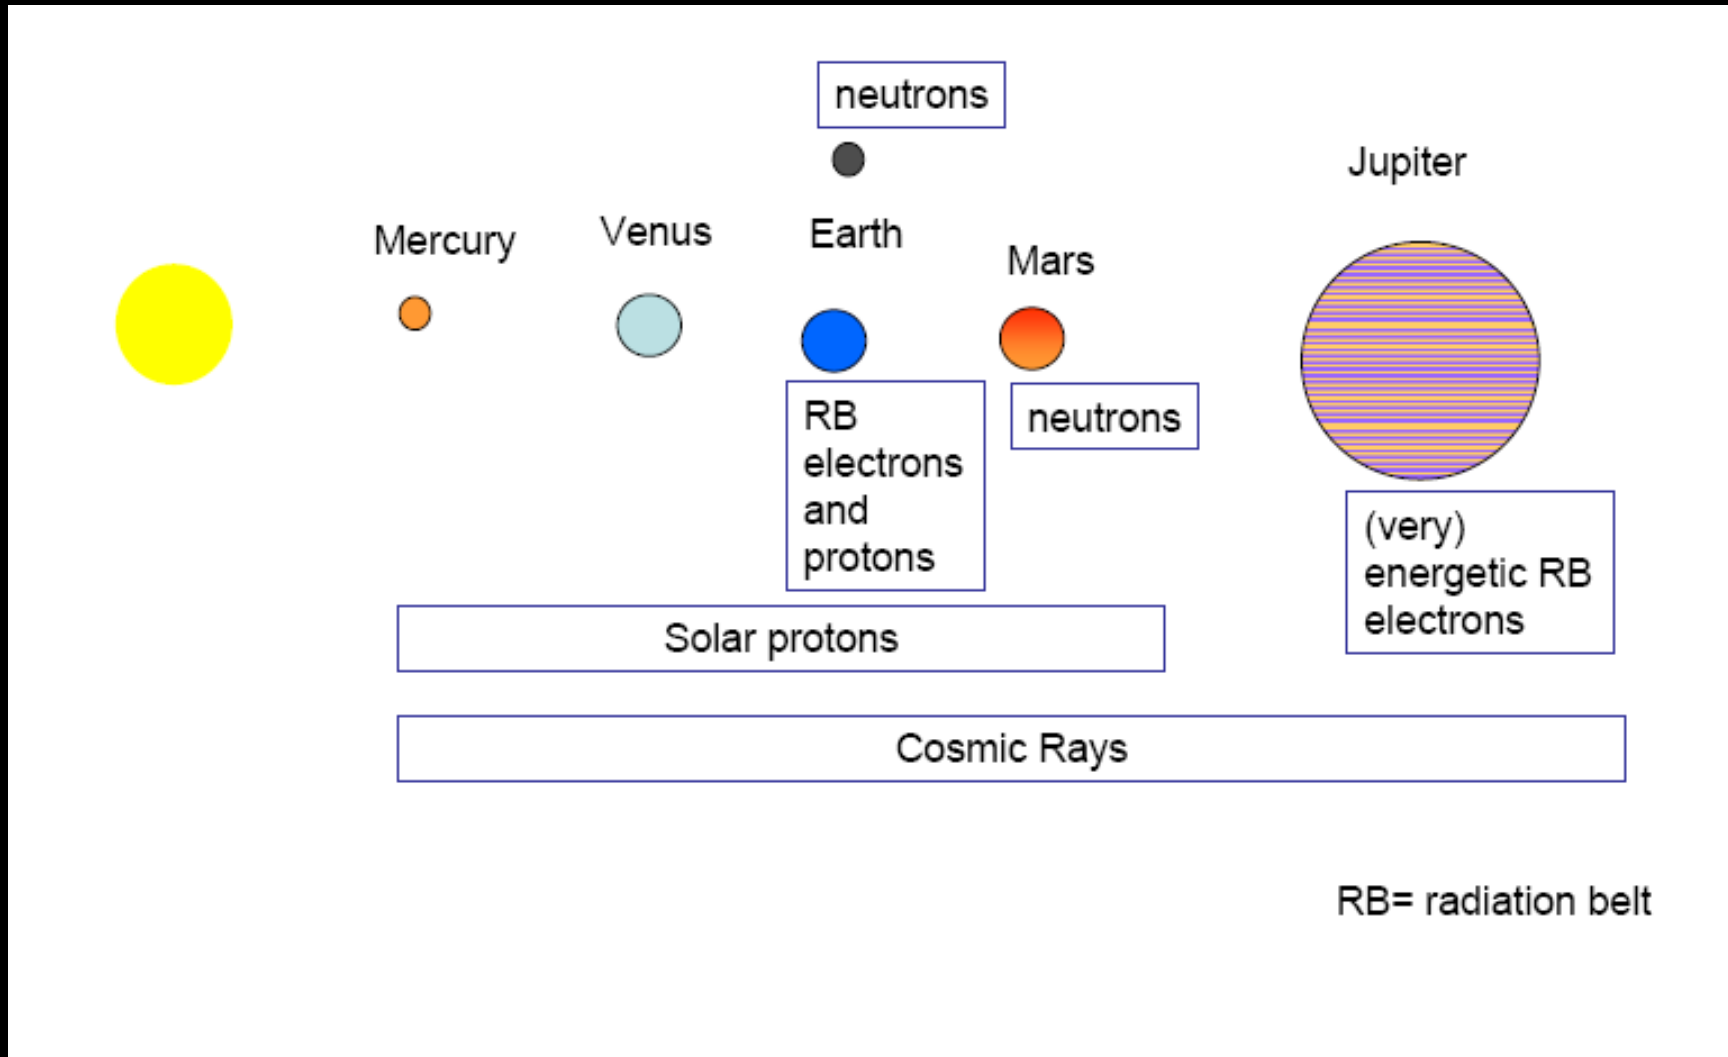 neutrons
Jupiter
Mercury
Venus
Earth
Mars
RB
electrons
and
protons
neutrons
(very)
energetic RB
electrons
Solar protons
Cosmic Rays
RB= radiation belt